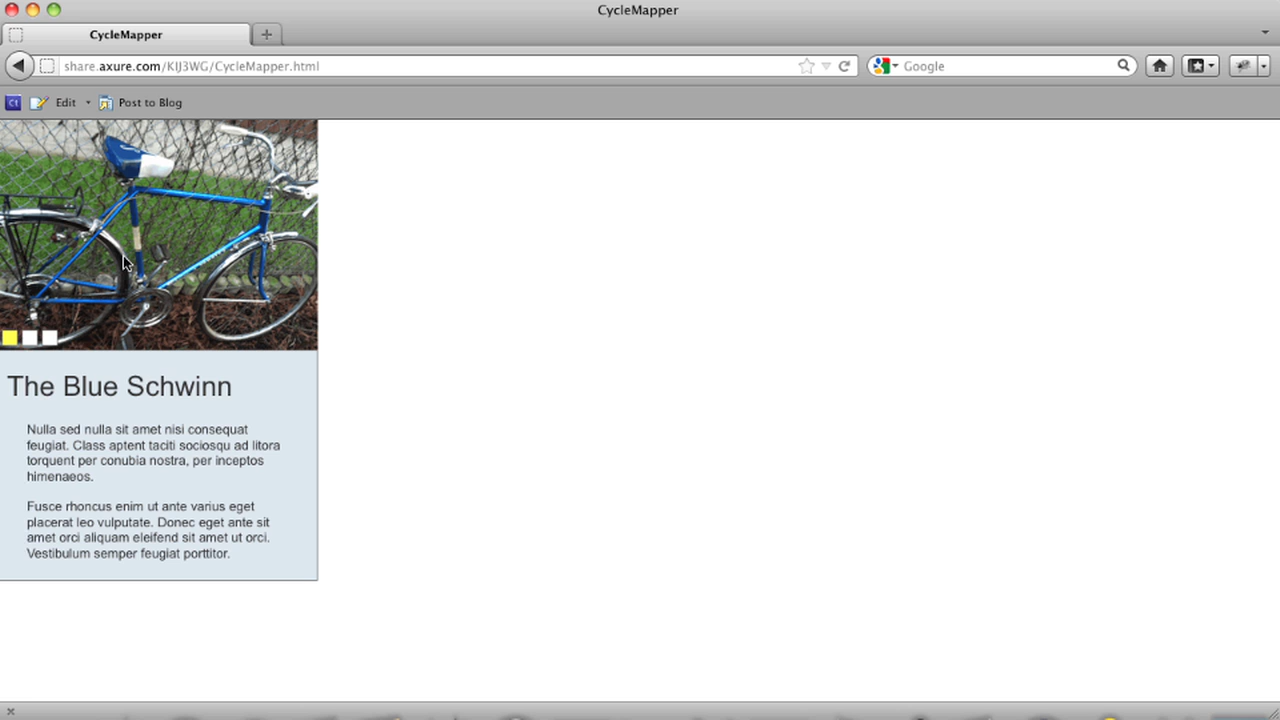 CycleMapper
CycleMapper
share.axure.com/KIJ3WG/CycleMapper.html
Google
Ct Edit Post to Blog
The Blue Schwinn
Nulla sed nulla sit amet nisi consequat
feugiat. Class aptent taciti sociosqu ad litora
torquent per conubia nostra, per inceptos
himenaeos.
Fusce rhoncus enim ut ante varius eget
placerat leo vulputate. Donec eget ante sit
amet orci aliquam eleifend sit amet ut orci.
Vestibulum semper feugiat porttitor.